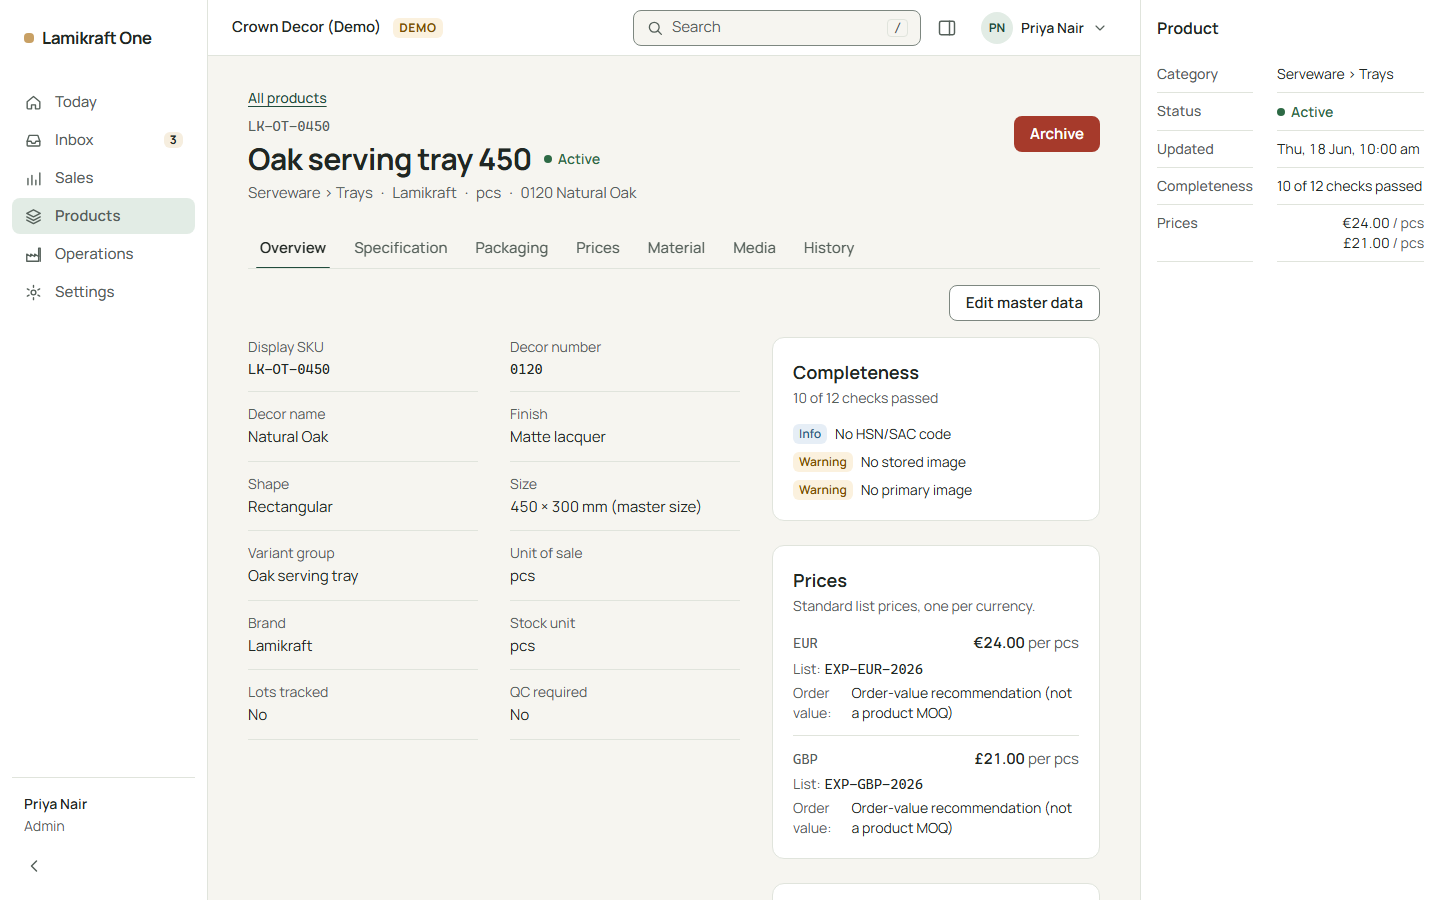 Lamikraft One
Today
Inbox 3
Sales
Products
Operations
Settings
Priya Nair
Admin
Crown Decor (Demo) DEMO
Search /
PN Priya Nair
All products
LK-OT-0450
Oak serving tray 450 Active
Archive
Serveware > Trays · Lamikraft · pcs · 0120 Natural Oak
Overview Specification Packaging Prices Material Media History
Edit master data
Display SKU
LK-OT-0450
Decor number
0120
Decor name
Natural Oak
Finish
Matte lacquer
Shape
Rectangular
Size
450 × 300 mm (master size)
Variant group
Oak serving tray
Unit of sale
pcs
Brand
Lamikraft
Stock unit
pcs
Lots tracked
No
QC required
No
Completeness
10 of 12 checks passed
Info No HSN/SAC code
Warning No stored image
Warning No primary image
Prices
Standard list prices, one per currency.
EUR €24.00 per pcs
List: EXP-EUR-2026
Order value: Order-value recommendation (not
a product MOQ)
GBP £21.00 per pcs
List: EXP-GBP-2026
Order value: Order-value recommendation (not
a product MOQ)
Product
Category Serveware > Trays
Status Active
Updated Thu, 18 Jun, 10:00 am
Completeness 10 of 12 checks passed
Prices €24.00 / pcs
£21.00 / pcs